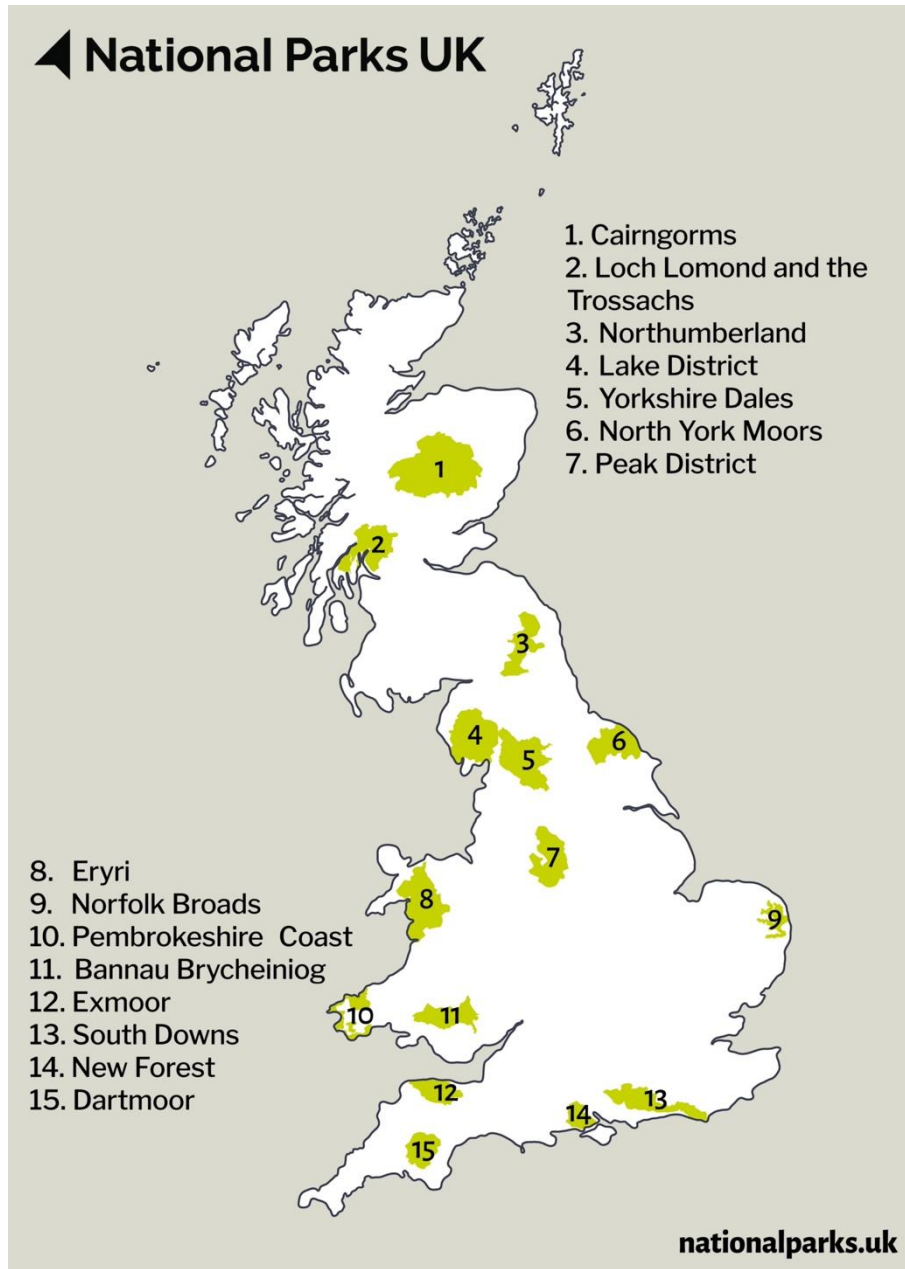 National Parks UK
1. Cairngorms
2. Loch Lomond and the
Trossachs
3. Northumberland
4. Lake District
5. Yorkshire Dales
6. North York Moors
7. Peak District
1
2
3
4
5
6
7
8
9
10
11
12
13
14
15
8. Eryri
9. Norfolk Broads
10. Pembrokeshire Coast
11. Bannau Brycheiniog
12. Exmoor
13. South Downs
14. New Forest
15. Dartmoor
nationalparks.uk